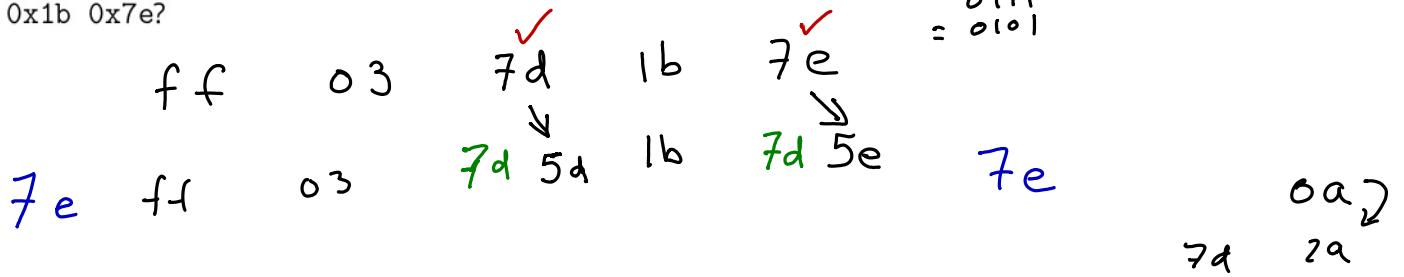 0x1b 0x7e?
= 0101
ff 03 7d 1b 7e
7e ff 03 7d 5d 1b 7d 5e 7e
0a
7d 2a